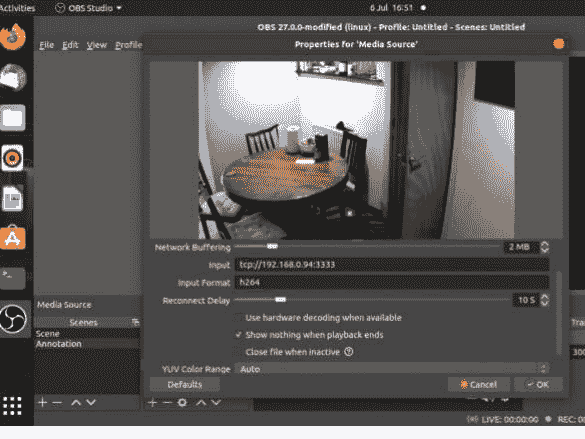 Activities OBS Studio 6 Jul 16:51
OBS 27.0.0-modified (linux) - Profile: Untitled - Scenes: Untitled
File Edit View Profile
Properties for 'Media Source'
Network Buffering 2 MB
Input tcp://192.168.0.94:3333
Input Format h264
Reconnect Delay 10 S
Use hardware decoding when available
Show nothing when playback ends
Close file when inactive
YUV Color Range Auto
Defaults Cancel OK
Media Source
Scenes
Scene
Annotation
LIVE: 00:00:00 REC: